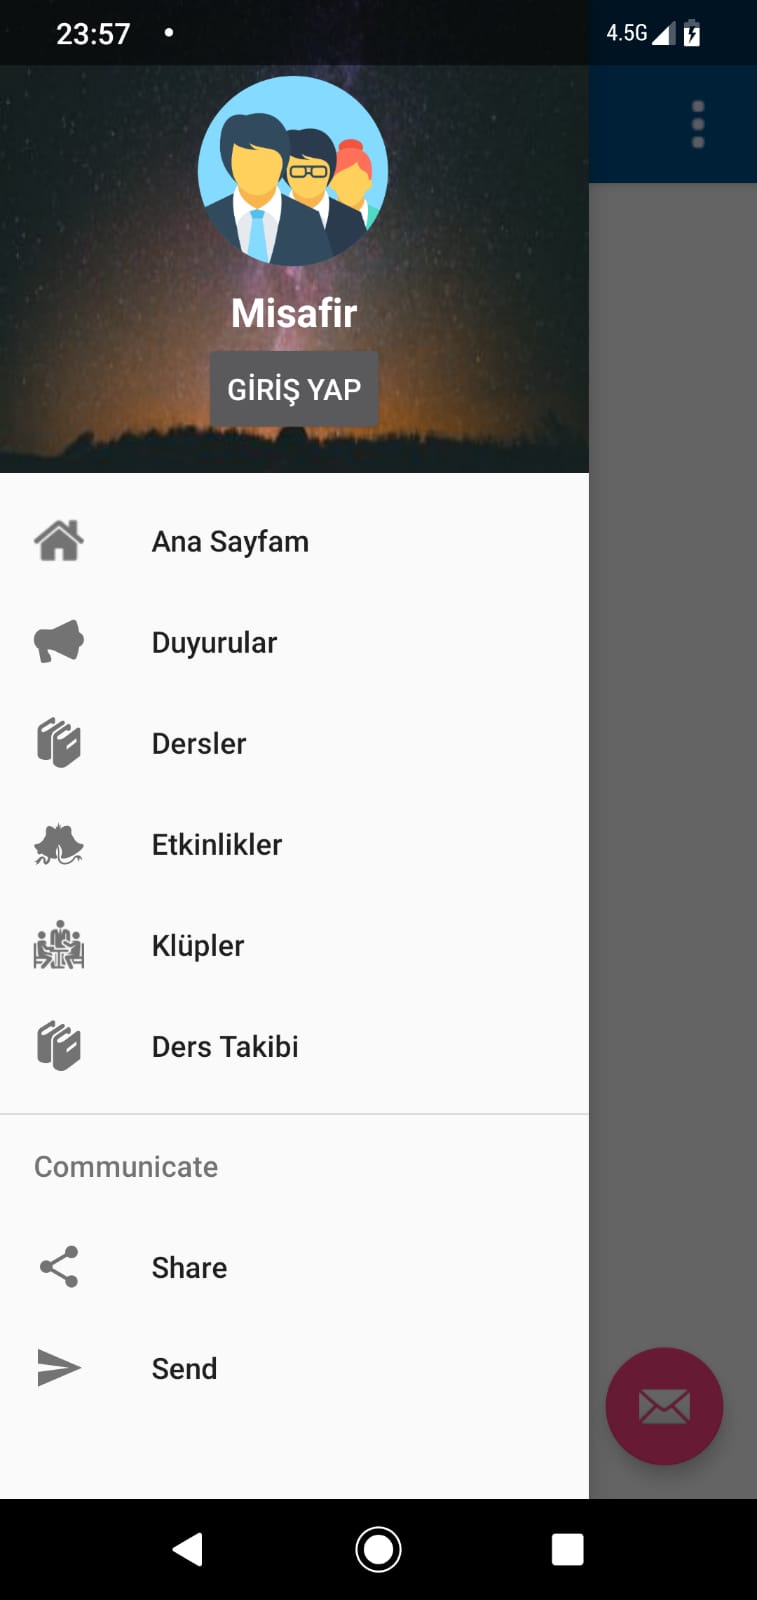 23:57
4.5G
Misafir
GİRİŞ YAP
Ana Sayfam
Duyurular
Dersler
Etkinlikler
Klüpler
Ders Takibi
Communicate
Share
Send